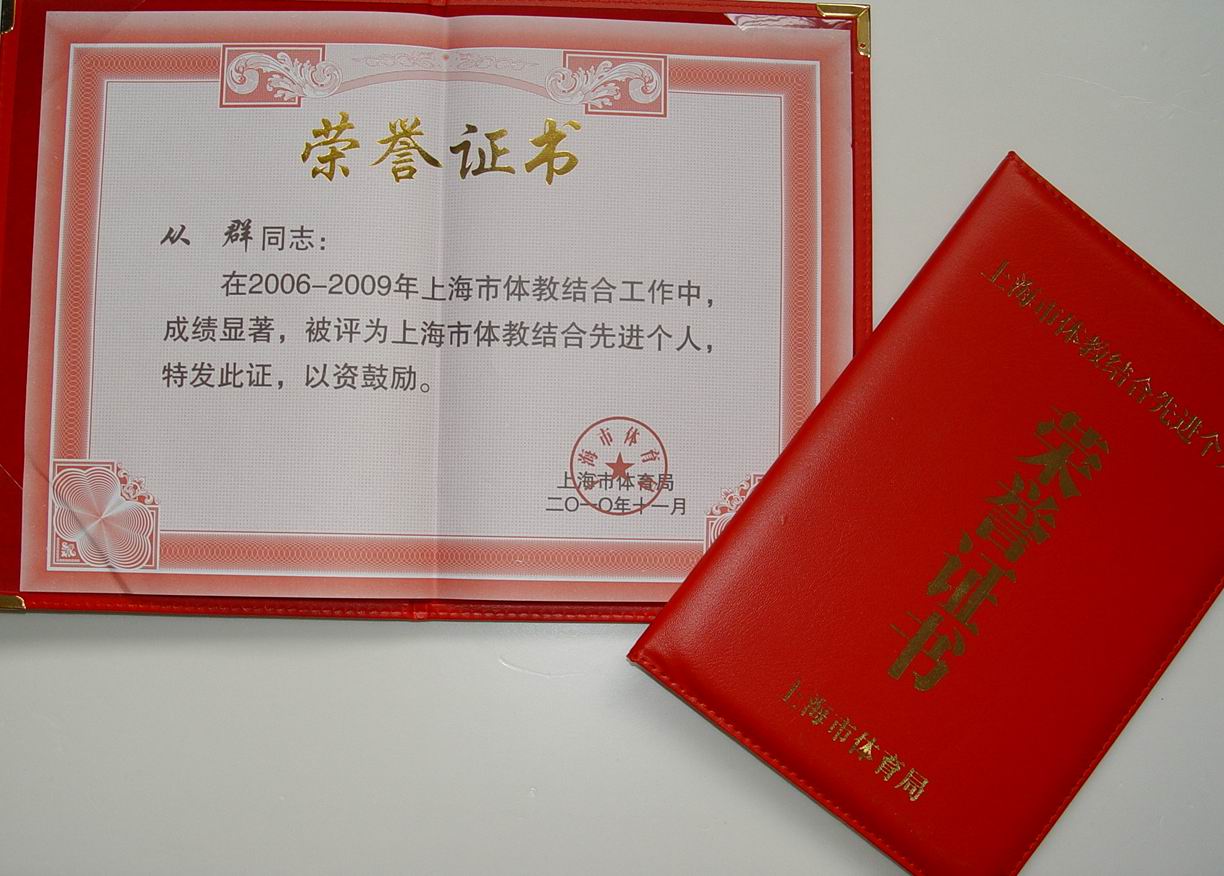 荣誉证书
从 群同志：
在2006-2009年上海市体教结合工作中，
成绩显著，被评为上海市体教结合先进个人，
特发此证，以资鼓励。
海市体育
上海市体育局
二〇一〇年十一月
上海市体教结合先进个
荣誉证书
上海市体育局